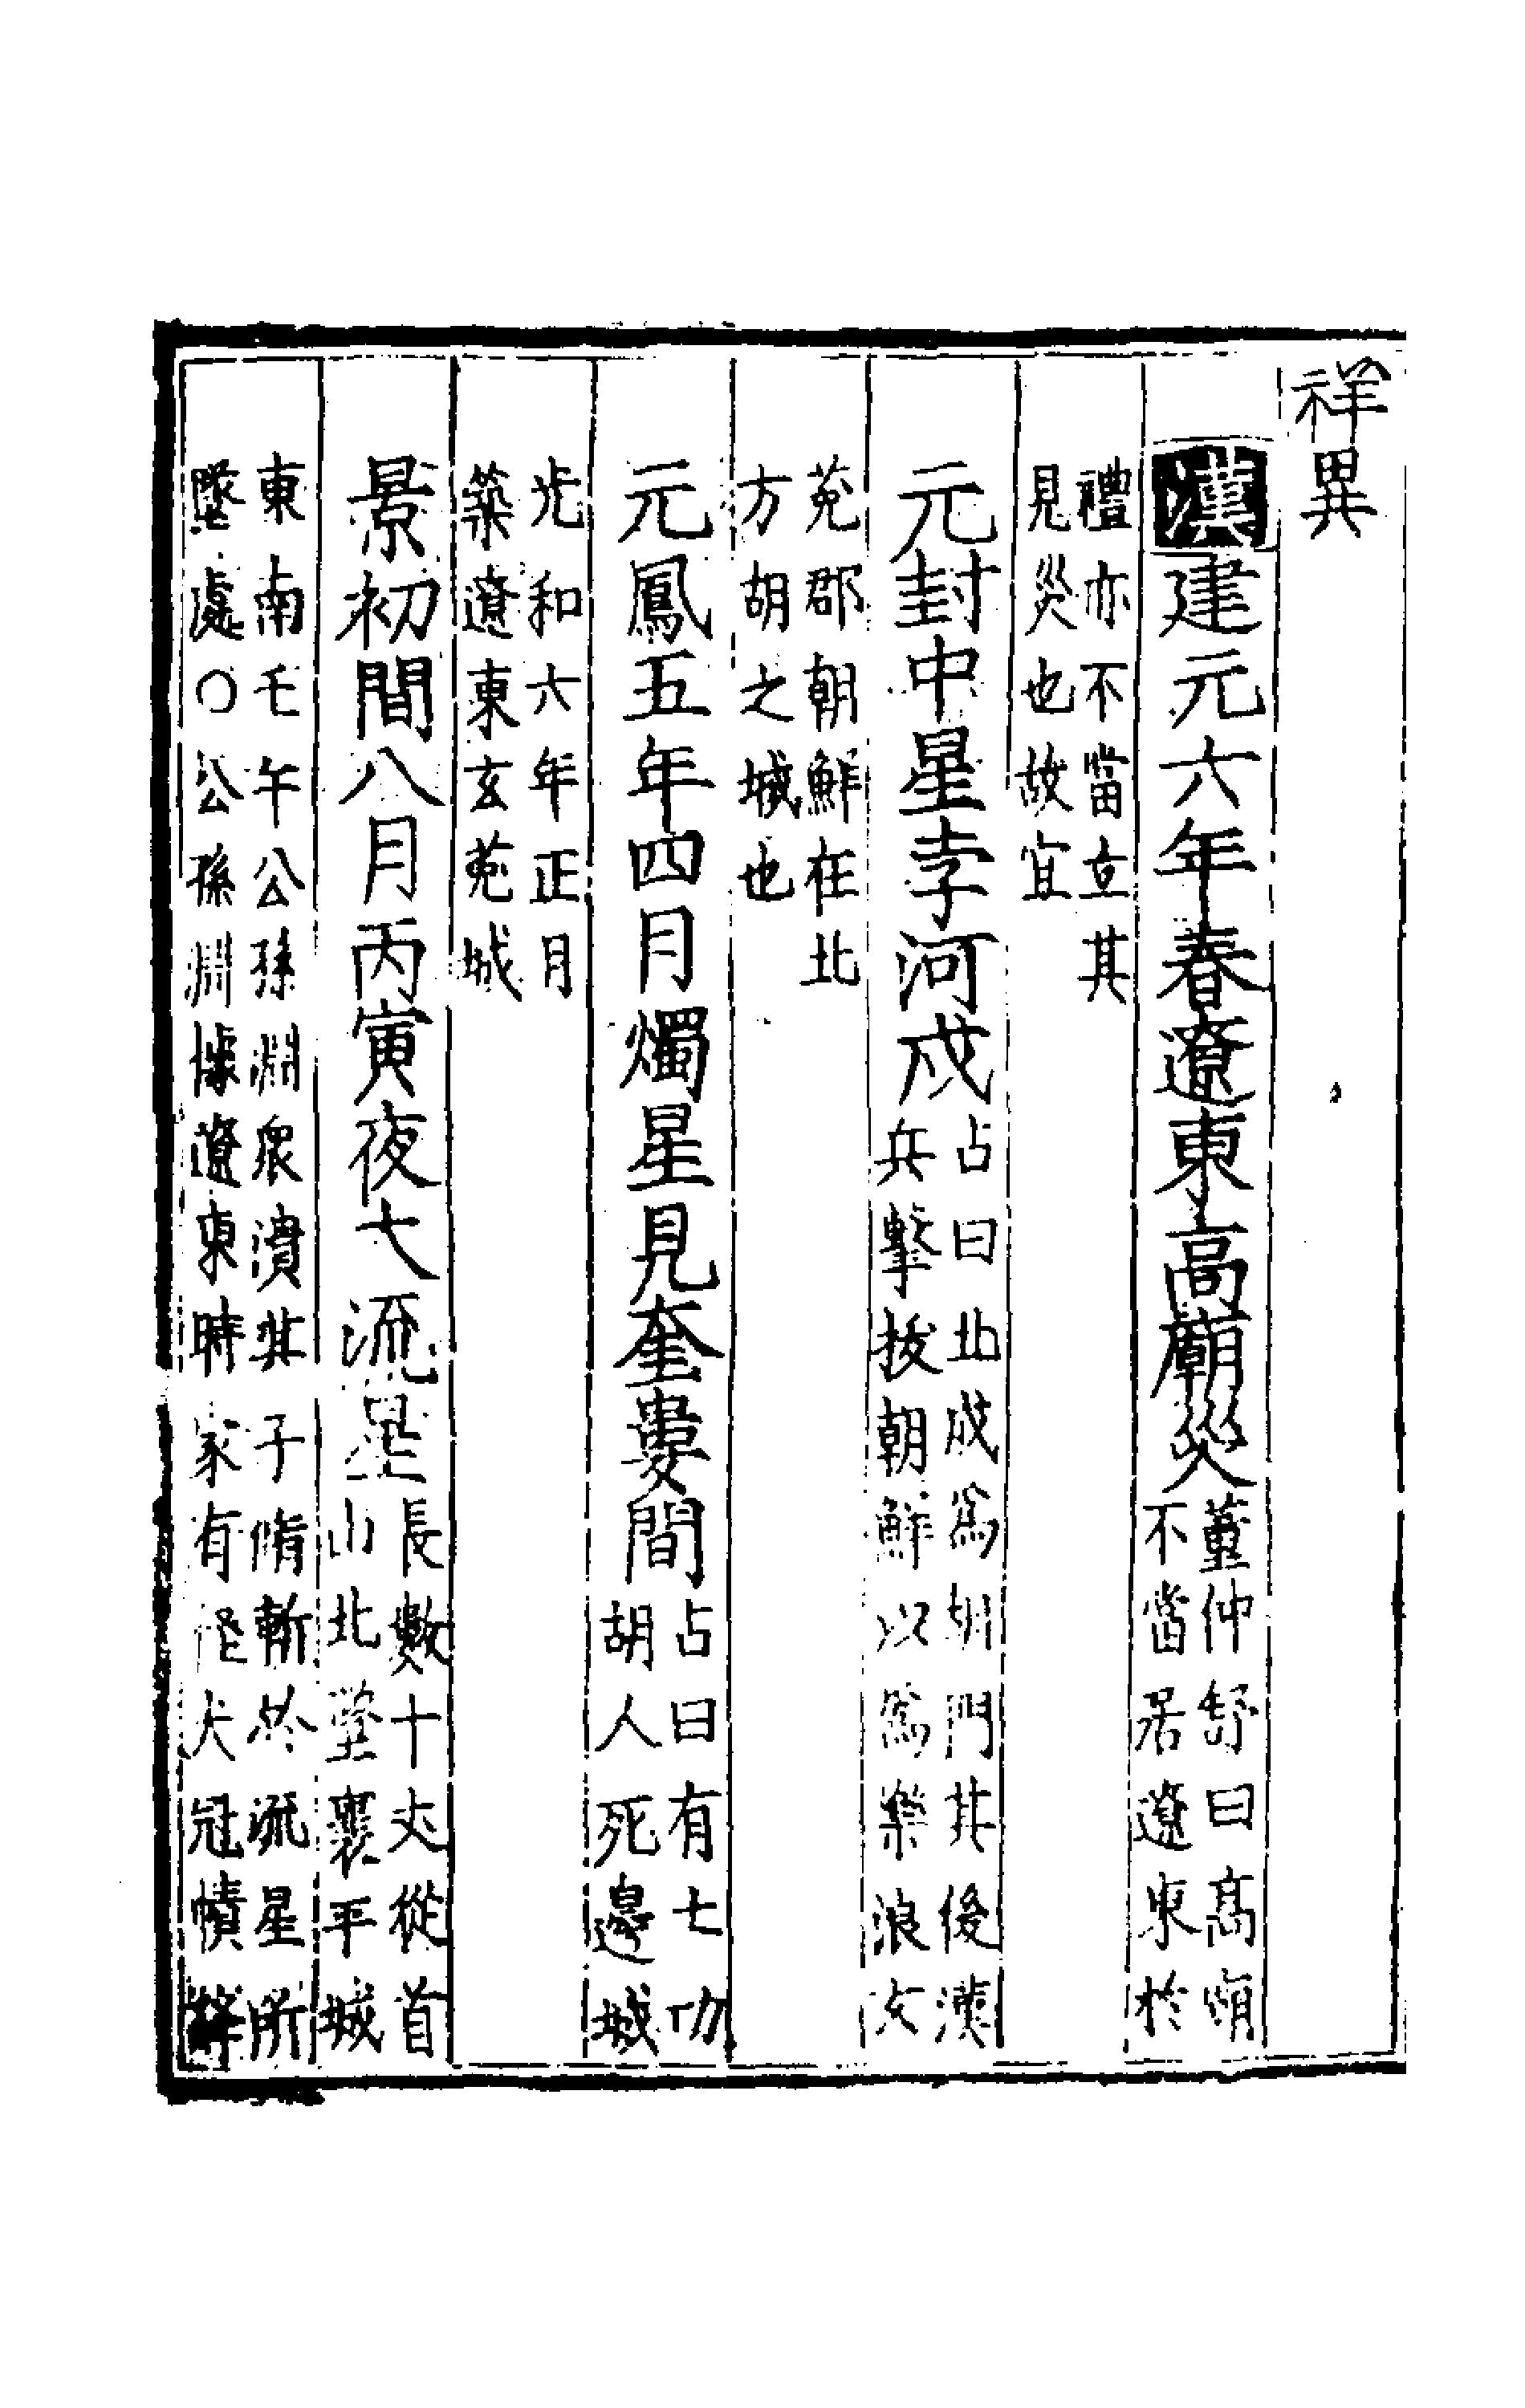 祥異
漢建元六年春遼東高廟災董仲舒曰高廟
不當居遼東於
禮亦不當立其
見災也故宜
元封中星孛河戍占曰北戍爲胡門其後漢
兵擊拔朝鮮以爲樂浪玄
菟郡朝鮮在北
方胡之域也
元鳳五年四月燭星見奎婁間占曰有土功
胡人死邊城
光和六年正月
築遼東玄菟城
景初間八月丙寅夜大流星長數十丈從首
山北墜襄平城
東南壬午公孫淵衆潰其子脩斬於流星所
墜處〇公孫淵據遼東時家有怪犬冠幘絳